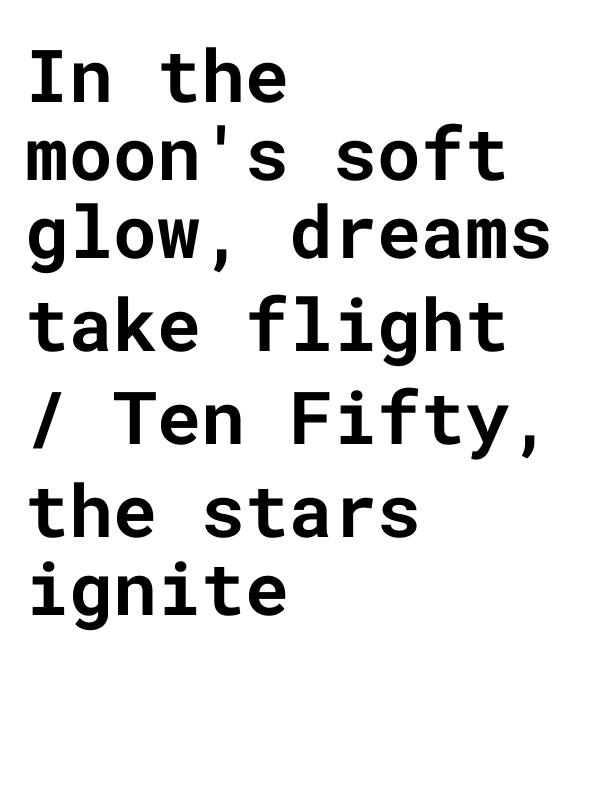 In the
moon's soft
glow, dreams
take flight
/ Ten Fifty,
the stars
ignite